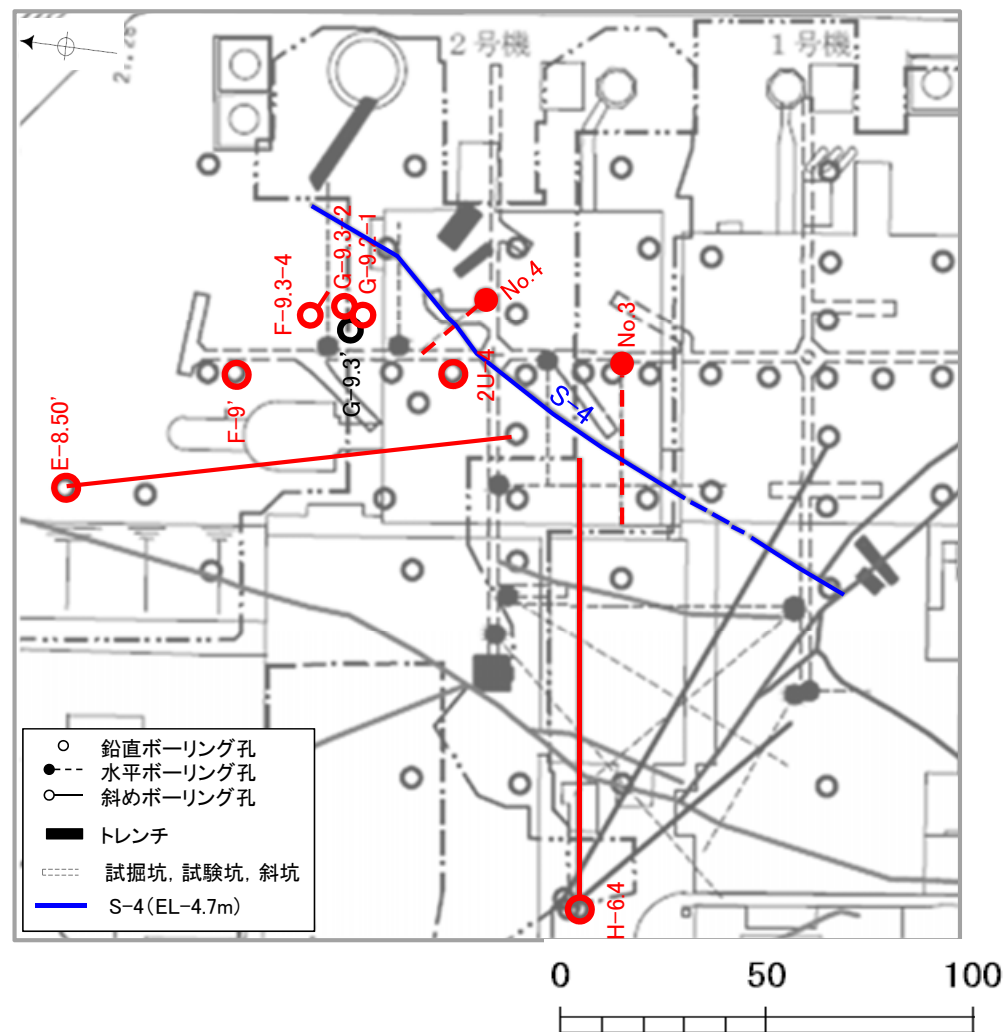 21,26
2号機
1号機
G-9.3-2
G-9.2-1
F-9.3-4
No.4
No.3
G-9.3'
2U-4
S-4
F-9'
E-8.50'
H-6.4
鉛直ボーリング孔
水平ボーリング孔
斜めボーリング孔
トレンチ
試掘坑, 試験坑, 斜坑
S-4(EL-4.7m)
0 50 100